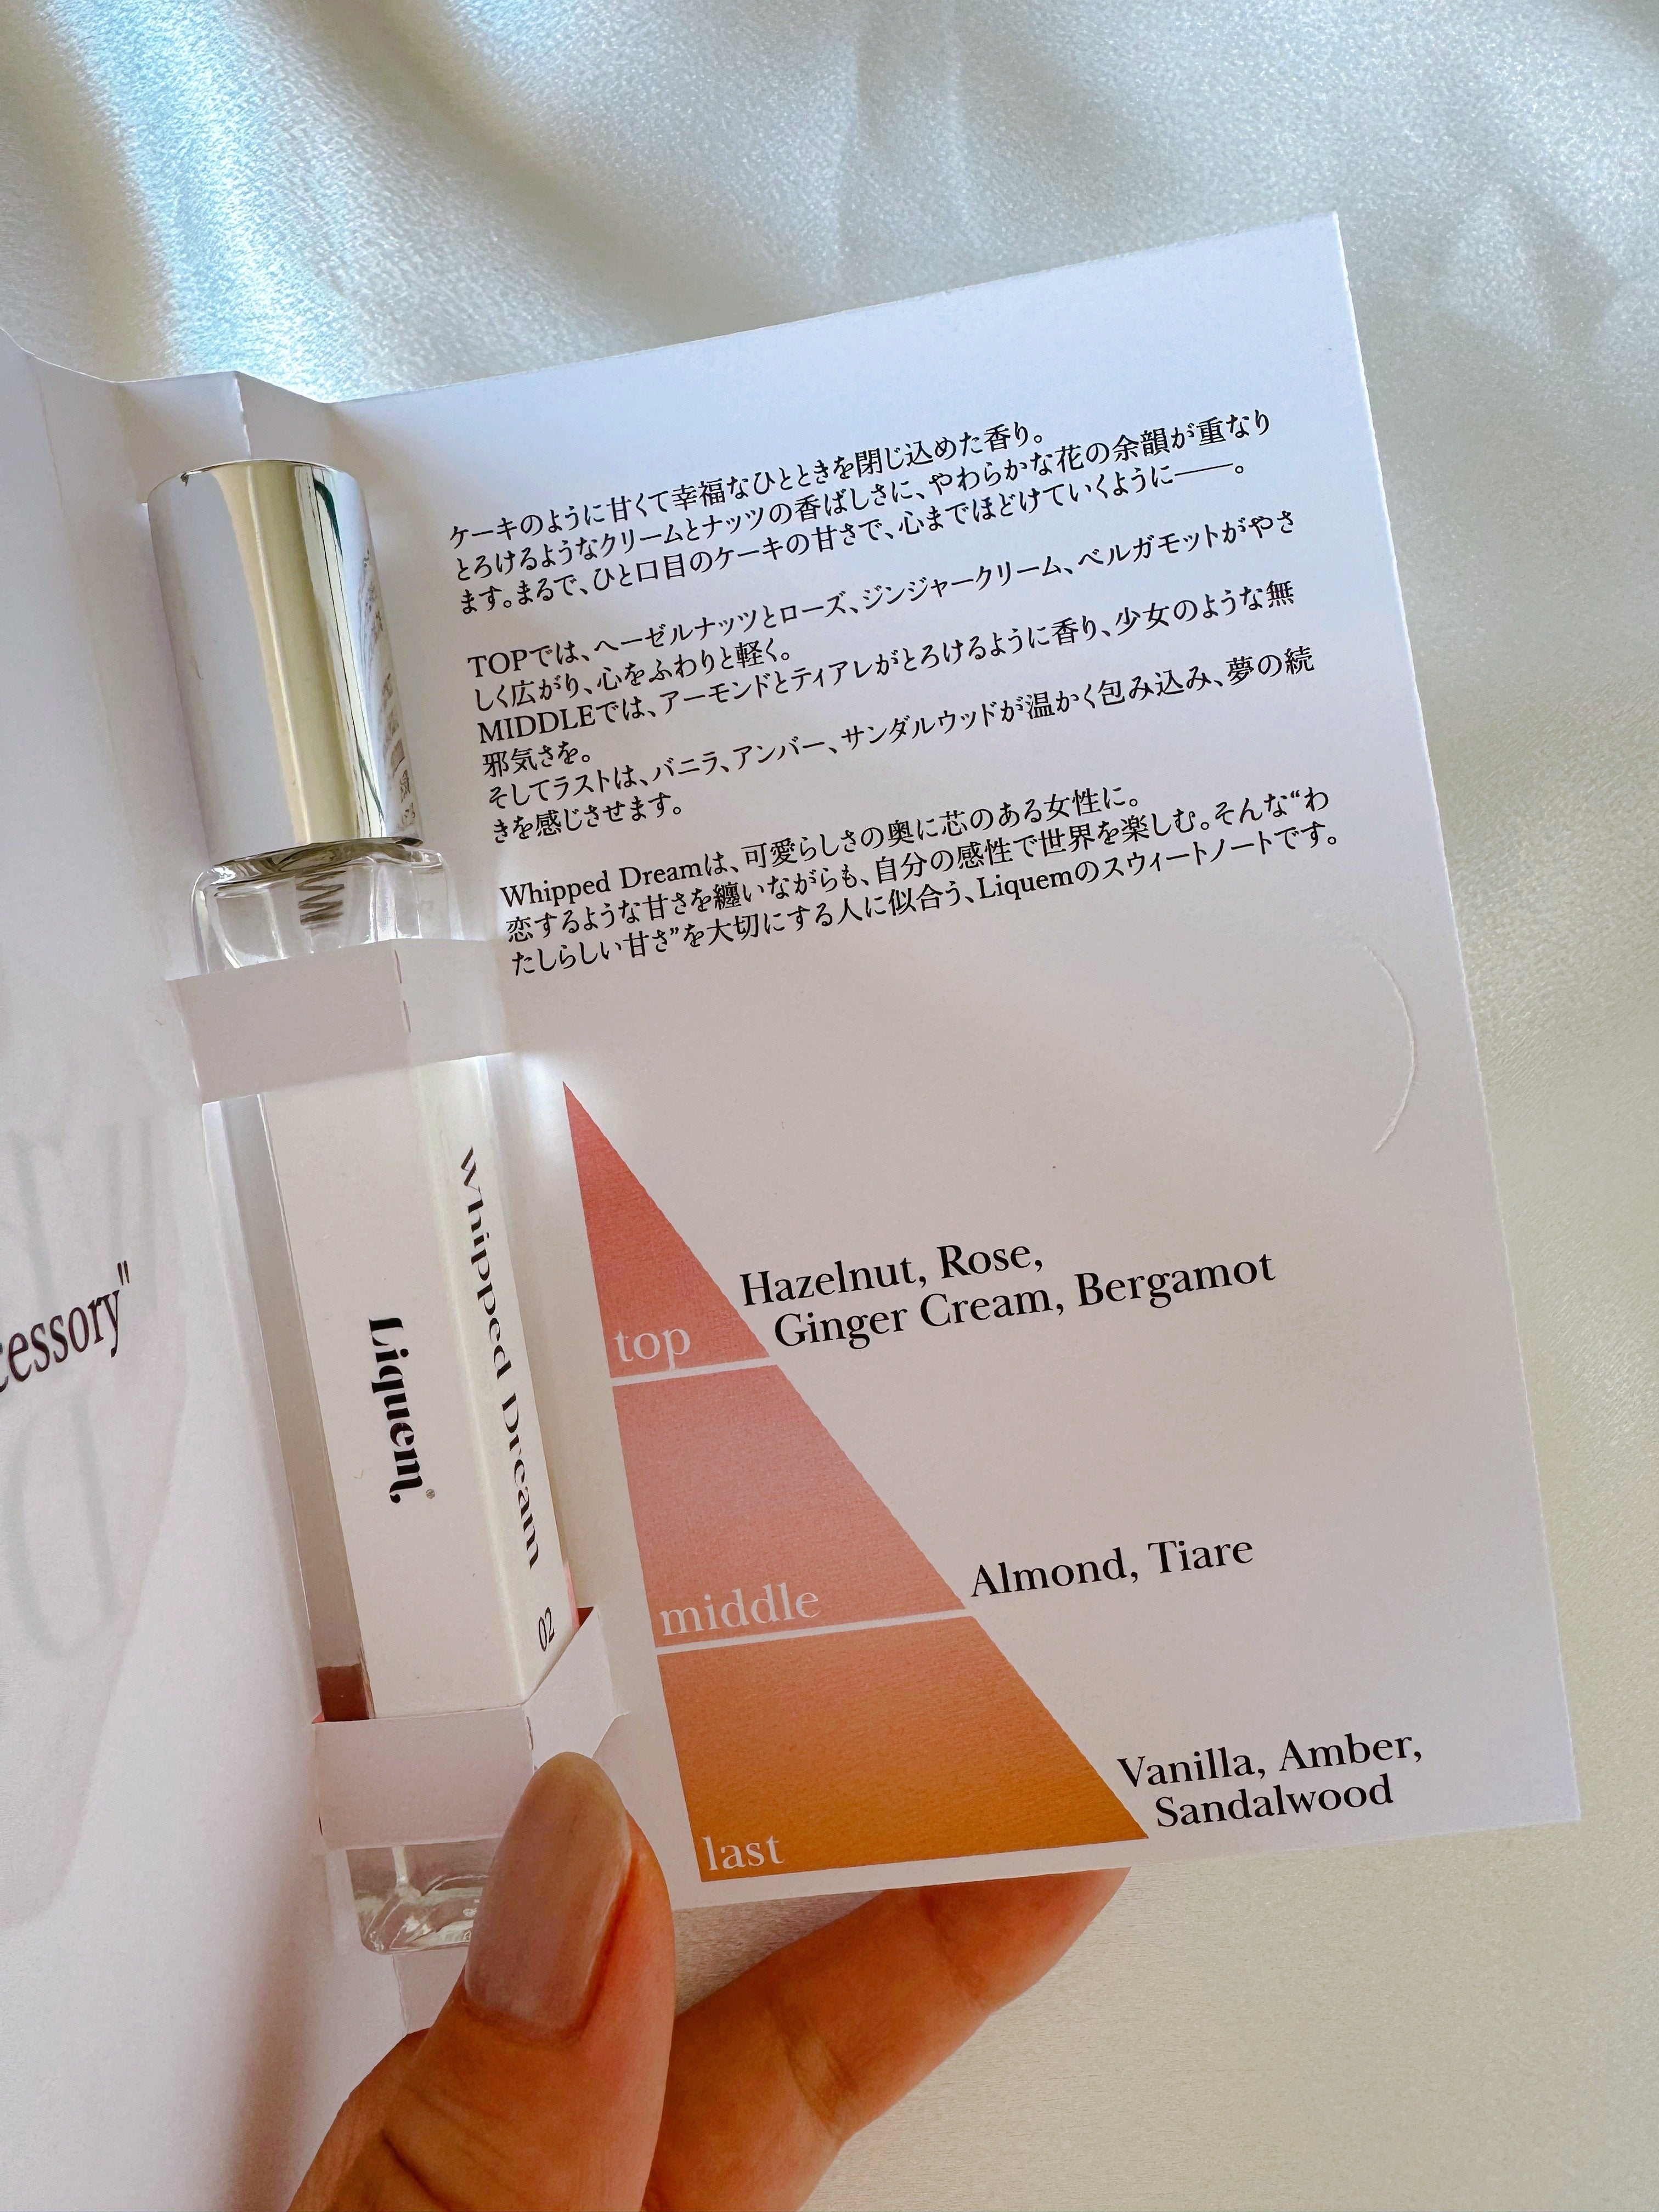 ケーキのように甘くて幸福なひとときを閉じ込めた香り。
とろけるようなクリームとナッツの香ばしさに、やわらかな花の余韻が重なり
ます。まるで、ひと口目のケーキの甘さで、心までほどけていくように――。
TOPでは、ヘーゼルナッツとローズ、ジンジャークリーム、ベルガモットがやさ
しく広がり、心をふわりと軽く。
MIDDLEでは、アーモンドとティアレがとろけるように香り、少女のような無
邪気さを。
そしてラストは、バニラ、アンバー、サンダルウッドが温かく包み込み、夢の続
きを感じさせます。
Whipped Dreamは、可愛らしさの奥に芯のある女性に。
恋するような甘さを纏いながらも、自分の感性で世界を楽しむ。そんな“わ
たしらしい甘さ”を大切にする人に似合う、Liquemのスウィートノートです。
Liquem®
Whipped Dream 02
top
Hazelnut, Rose,
Ginger Cream, Bergamot
middle
Almond, Tiare
last
Vanilla, Amber,
Sandalwood